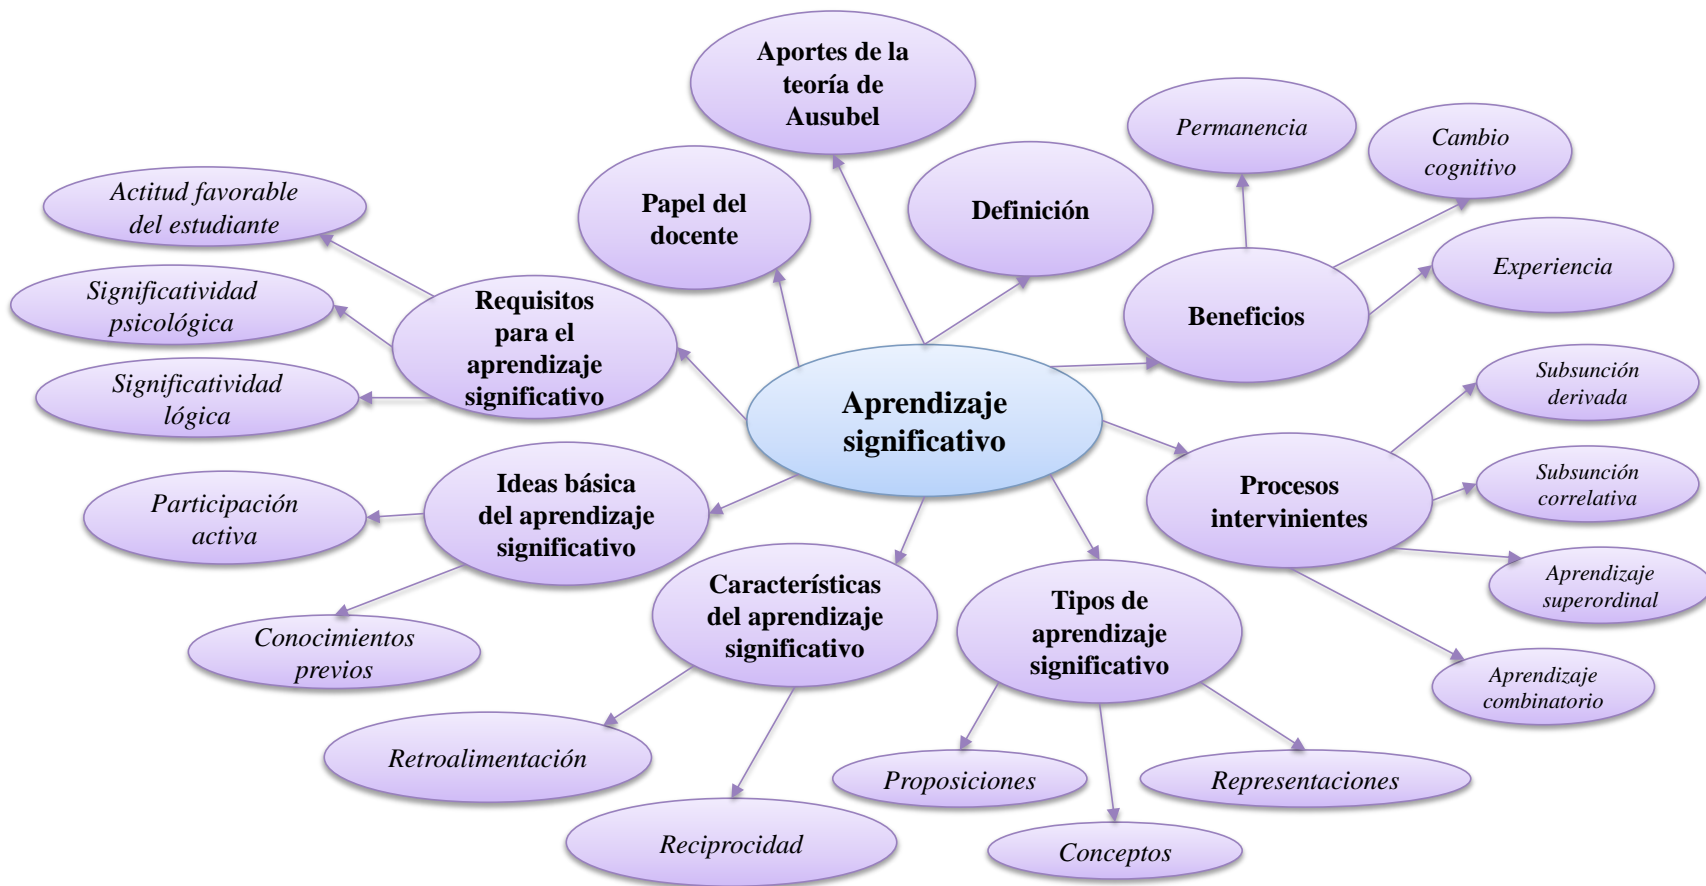 Aportes de la
teoría de
Ausubel
Papel del
docente
Definición
Permanencia
Cambio
cognitivo
Experiencia
Beneficios
Actitud favorable
del estudiante
Significatividad
psicológica
Significatividad
lógica
Requisitos
para el
aprendizaje
significativo
Aprendizaje
significativo
Subsunción
derivada
Subsunción
correlativa
Aprendizaje
superordinal
Aprendizaje
combinatorio
Procesos
intervinientes
Ideas básica
del aprendizaje
significativo
Participación
activa
Conocimientos
previos
Características
del aprendizaje
significativo
Retroalimentación
Reciprocidad
Tipos de
aprendizaje
significativo
Proposiciones
Conceptos
Representaciones